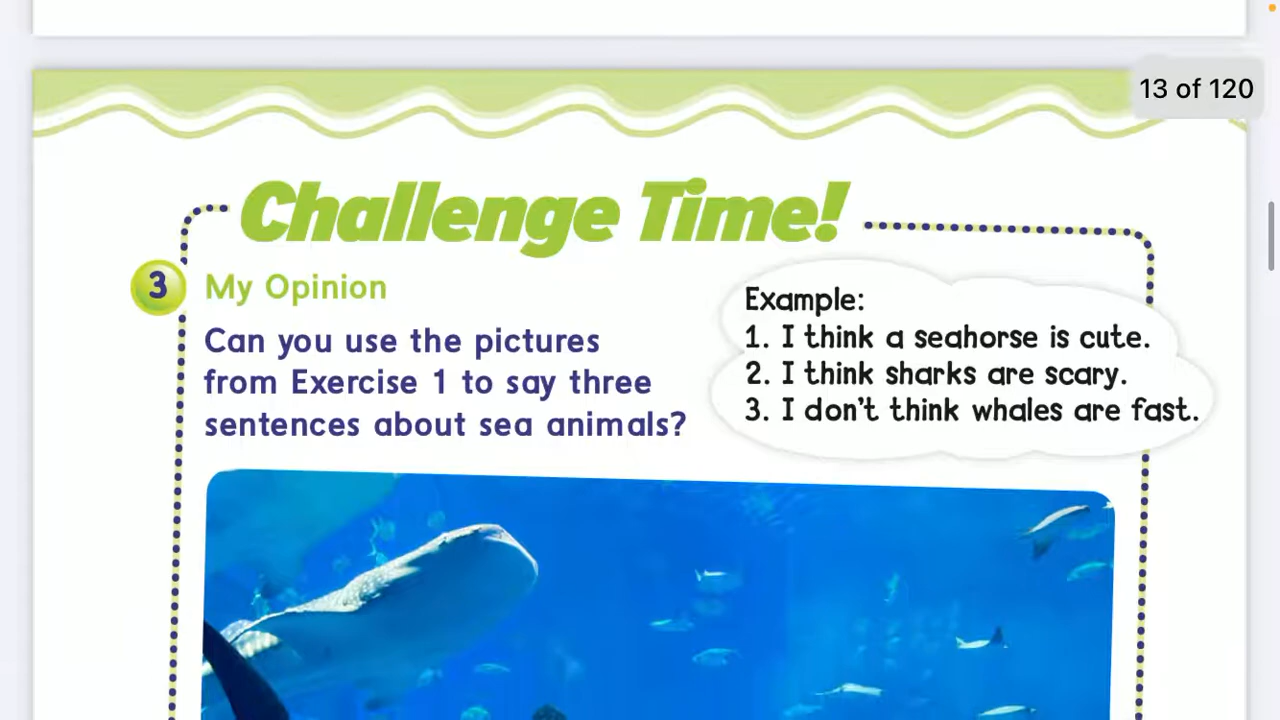 13 of 120
Challenge Time!
3 My Opinion
Can you use the pictures
from Exercise 1 to say three
sentences about sea animals?
Example:
1. I think a seahorse is cute.
2. I think sharks are scary.
3. I don't think whales are fast.